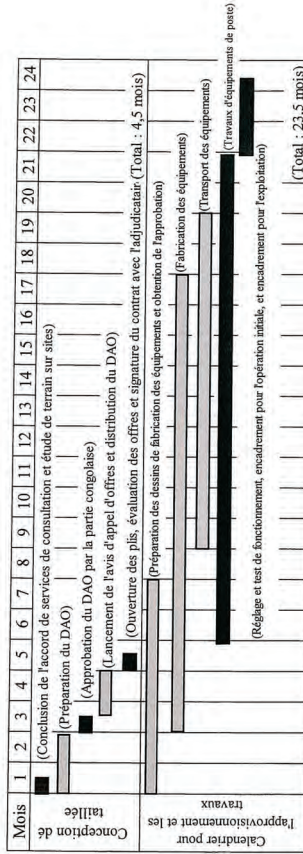 Mois 1 2 3 4 5 6 7 8 9 10 11 12 13 14 15 16 17 18 19 20 21 22 23 24
Conception dé
taillée
(Conclusion de l'accord de services de consultation et étude de terrain sur sites)
(Préparation du DAO)
(Approbation du DAO par la partie congolaise)
(Lancement de l'avis d'appel d'offres et distribution du DAO)
(Ouverture des plis, évaluation des offres et signature du contrat avec l'adjudicatair (Total : 4,5 mois)
Calendrier pour
l'approvisionnement et les
travaux
(Préparation des dessins de fabrication des équipements et obtention de l'approbation)
(Fabrication des équipements)
(Transport des équipements)
(Travaux d'équipements de poste)
(Réglage et test de fonctionnement, encadrement pour l'opération initiale, et encadrement pour l'exploitation)
(Total : 23,5 mois)